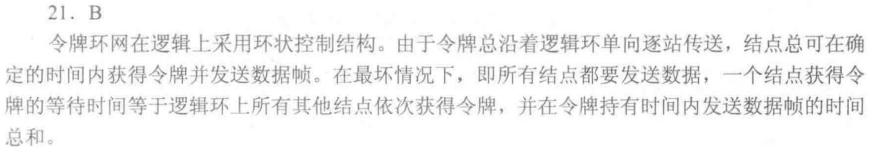 21．B
令牌环网在逻辑上采用环状控制结构。由于令牌总沿着逻辑环单向逐站传送，结点总可在确
定的时间内获得令牌并发送数据帧。在最坏情况下，即所有结点都要发送数据，一个结点获得令
牌的等待时间等于逻辑环上所有其他结点依次获得令牌，并在令牌持有时间内发送数据帧的时间
总和。